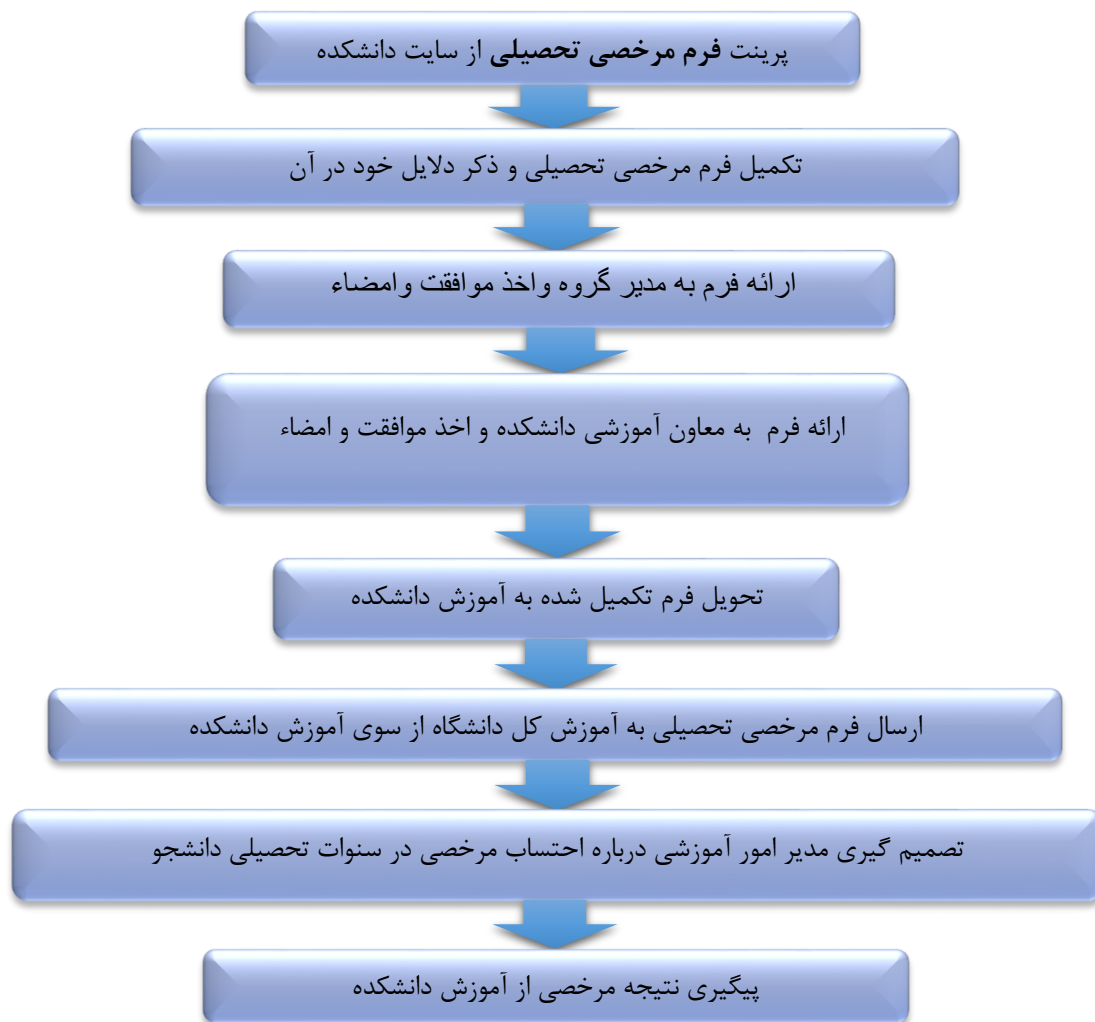 پرینت فرم مرخصی تحصیلی از سایت دانشکده
تکمیل فرم مرخصی تحصیلی و ذکر دلایل خود در آن
ارائه فرم به مدیر گروه واخذ موافقت وامضاء
ارائه فرم به معاون آموزشی دانشکده و اخذ موافقت و امضاء
تحویل فرم تکمیل شده به آموزش دانشکده
ارسال فرم مرخصی تحصیلی به آموزش کل دانشگاه از سوی آموزش دانشکده
تصمیم گیری مدیر امور آموزشی درباره احتساب مرخصی در سنوات تحصیلی دانشجو
پیگیری نتیجه مرخصی از آموزش دانشکده